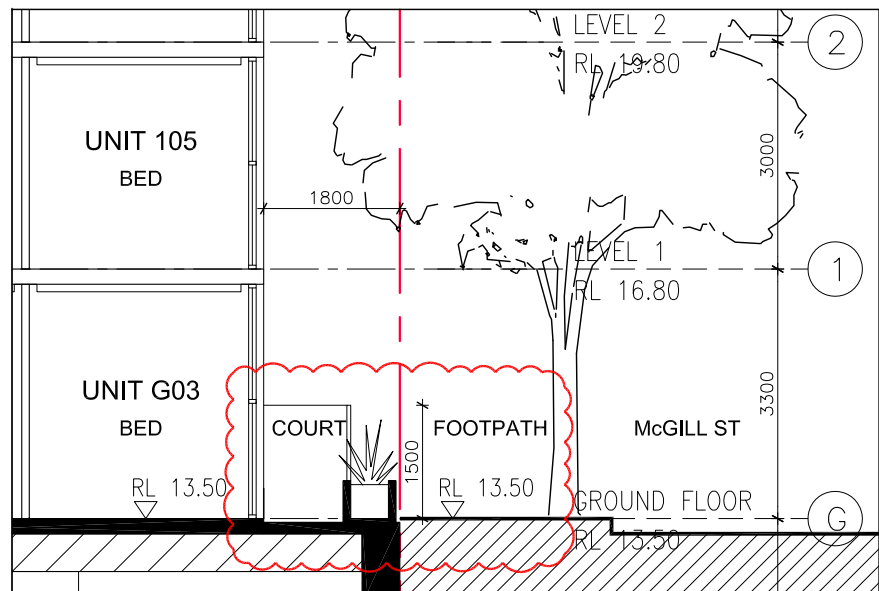 LEVEL 2
2
RL 19.80
UNIT 105
BED
3000
1800
LEVEL 1
1
RL 16.80
UNIT G03
BED
COURT
FOOTPATH
McGILL ST
3300
1500
RL 13.50
RL 13.50
GROUND FLOOR
G
RL 13.50